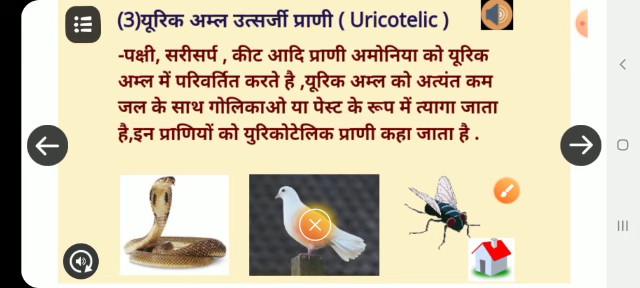 (3)यूरिक अम्ल उत्सर्जी प्राणी ( Uricotelic )
-पक्षी, सरीसर्प , कीट आदि प्राणी अमोनिया को यूरिक
अम्ल में परिवर्तित करते है ,यूरिक अम्ल को अत्यंत कम
जल के साथ गोलिकाओ या पेस्ट के रूप में त्यागा जाता
है,इन प्राणियों को युरिकोटेलिक प्राणी कहा जाता है .